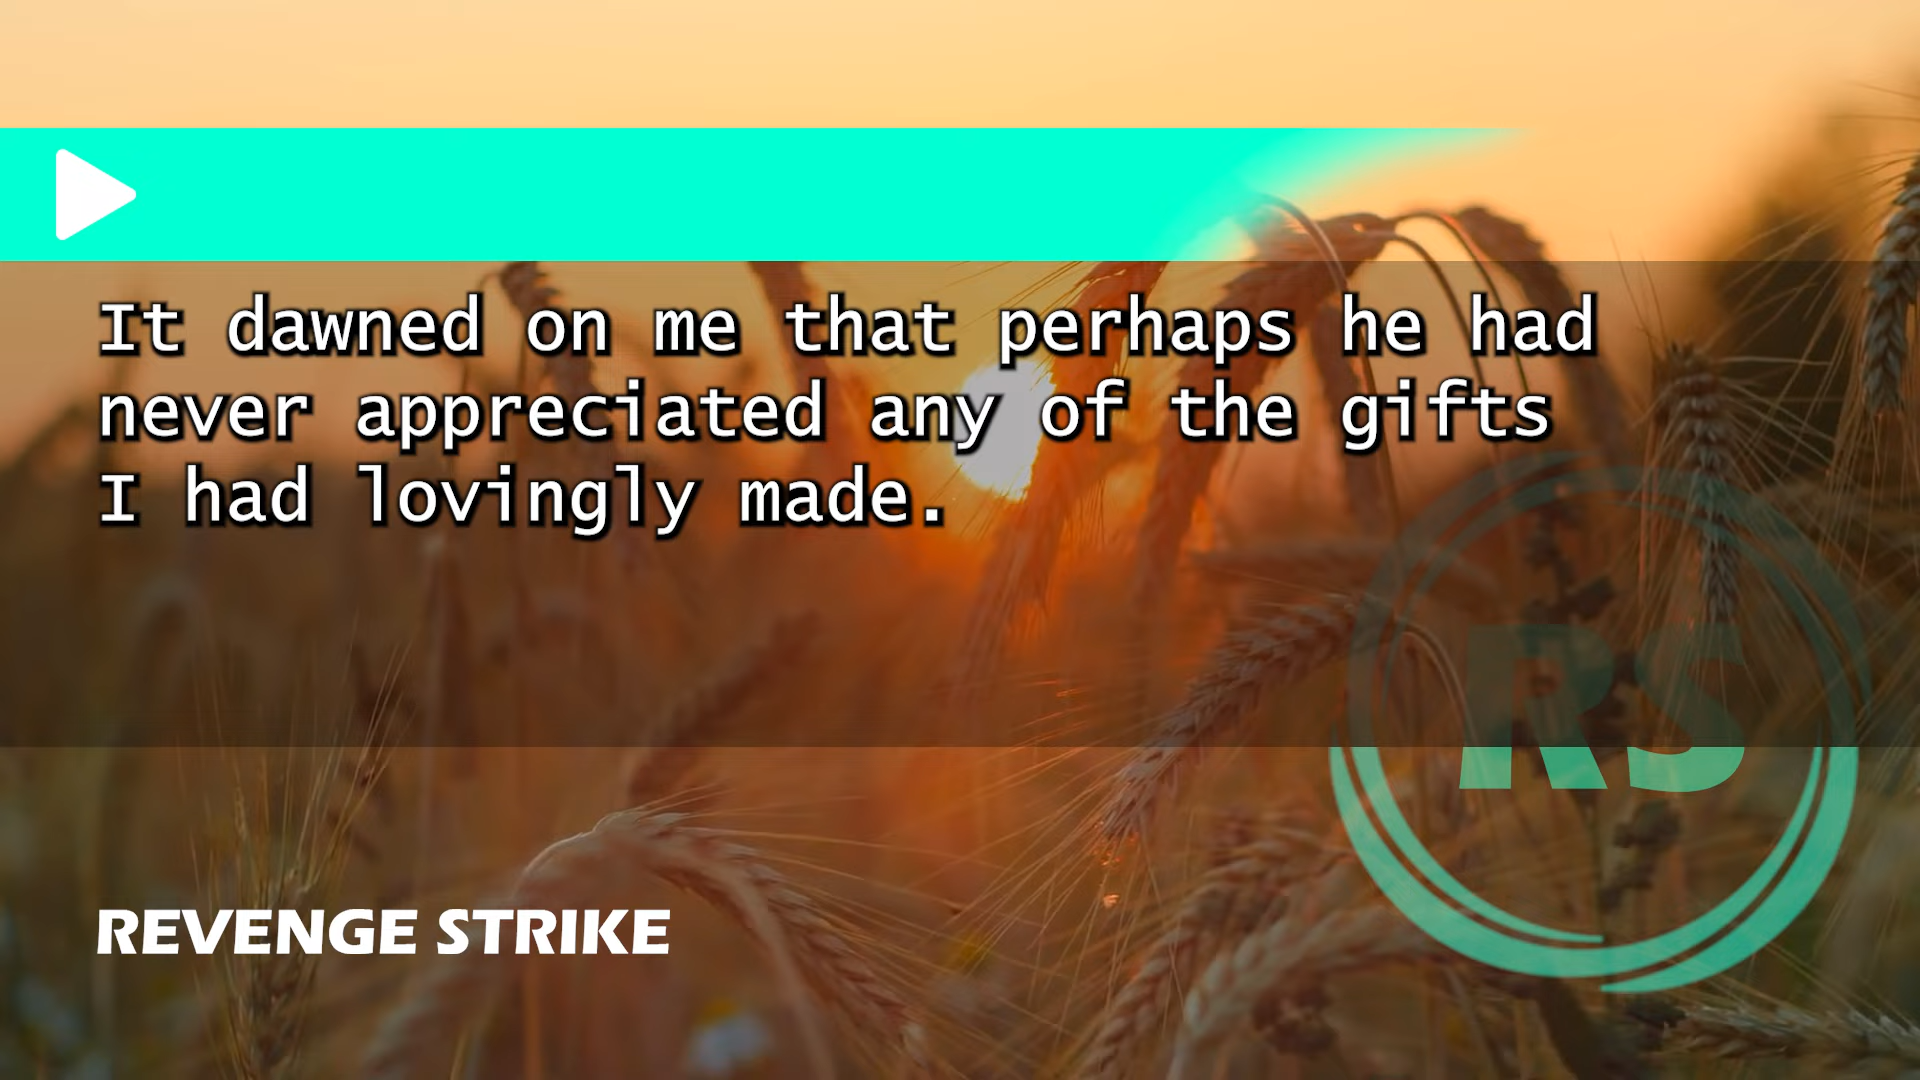 It dawned on me that perhaps he had
never appreciated any of the gifts
I had lovingly made.
RS
REVENGE STRIKE